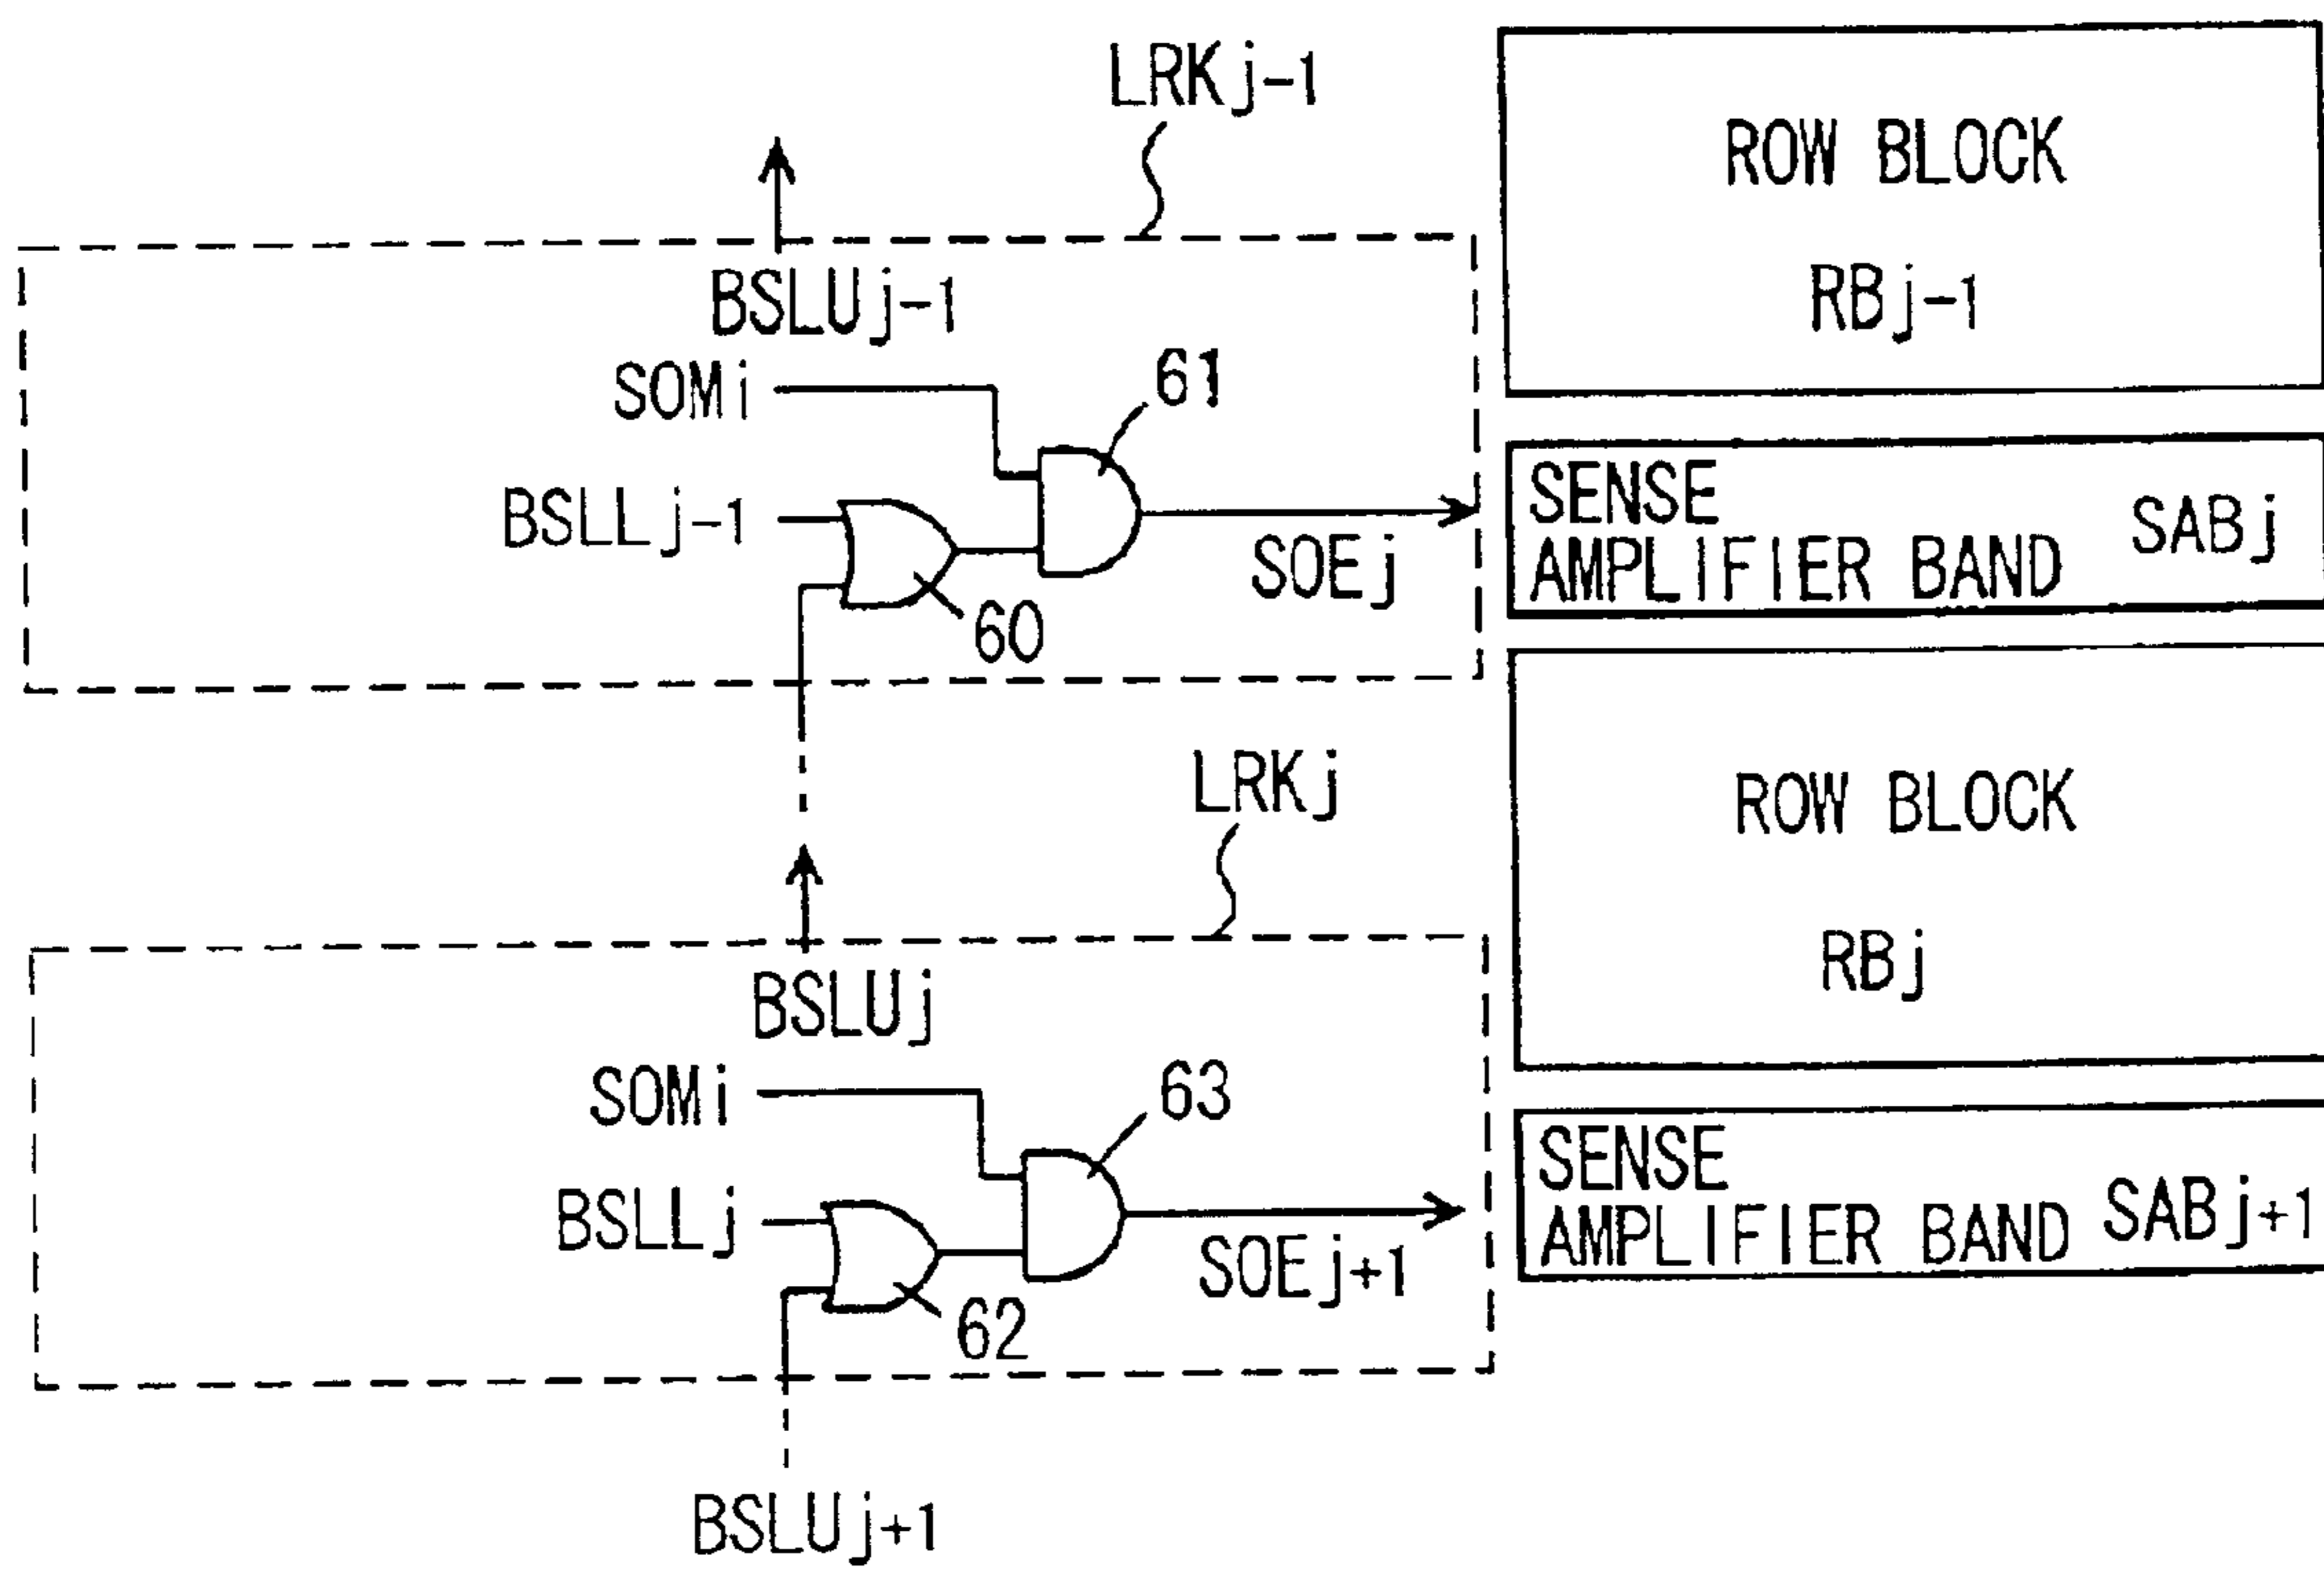 LRKj-1
ROW BLOCK
RBj-1
BSLUj-1
SOMi
61
BSLLj-1
60
SOEj
SENSE
AMPLIFIER BAND SABj
LRKj
ROW BLOCK
RBj
BSLUj
SOMi
63
BSLLj
62
SOEj+1
SENSE
AMPLIFIER BAND SABj+1
BSLUj+1